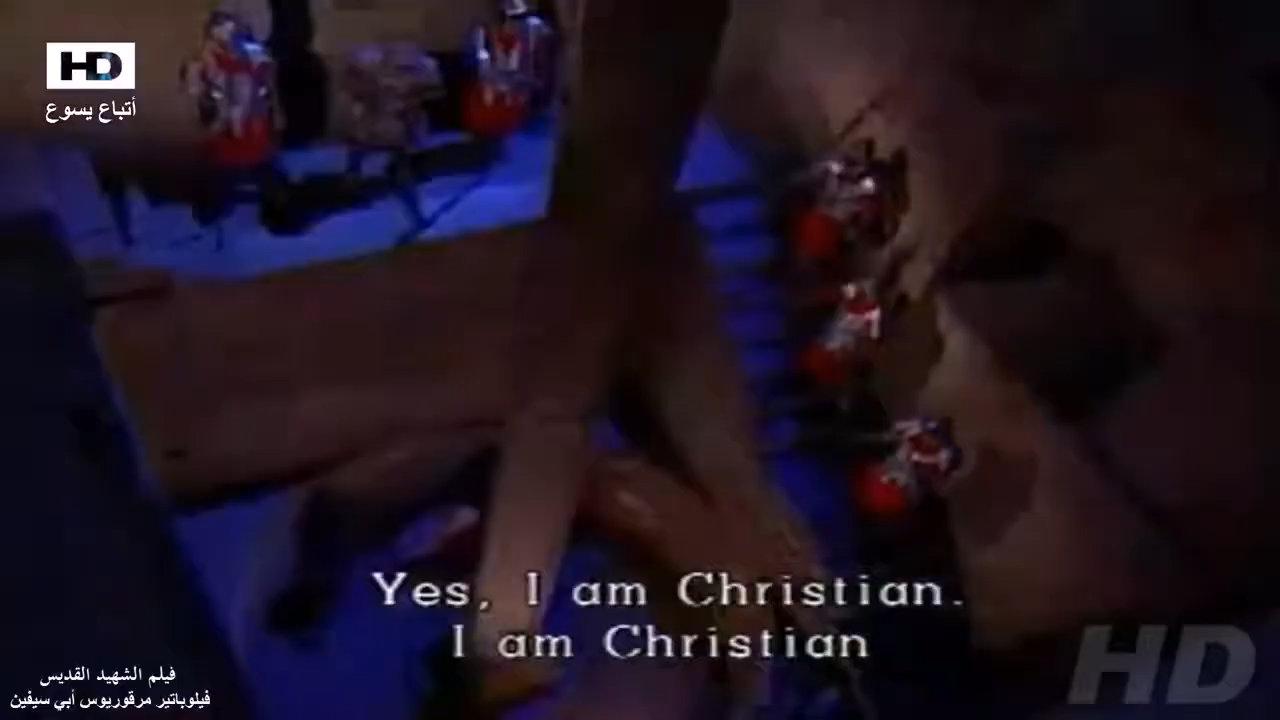 HD
أتباع يسوع
Yes, I am Christian.
I am Christian
HD
فيلم الشهيد القديس
فيلوباتير مرقوريوس أبي سيفين